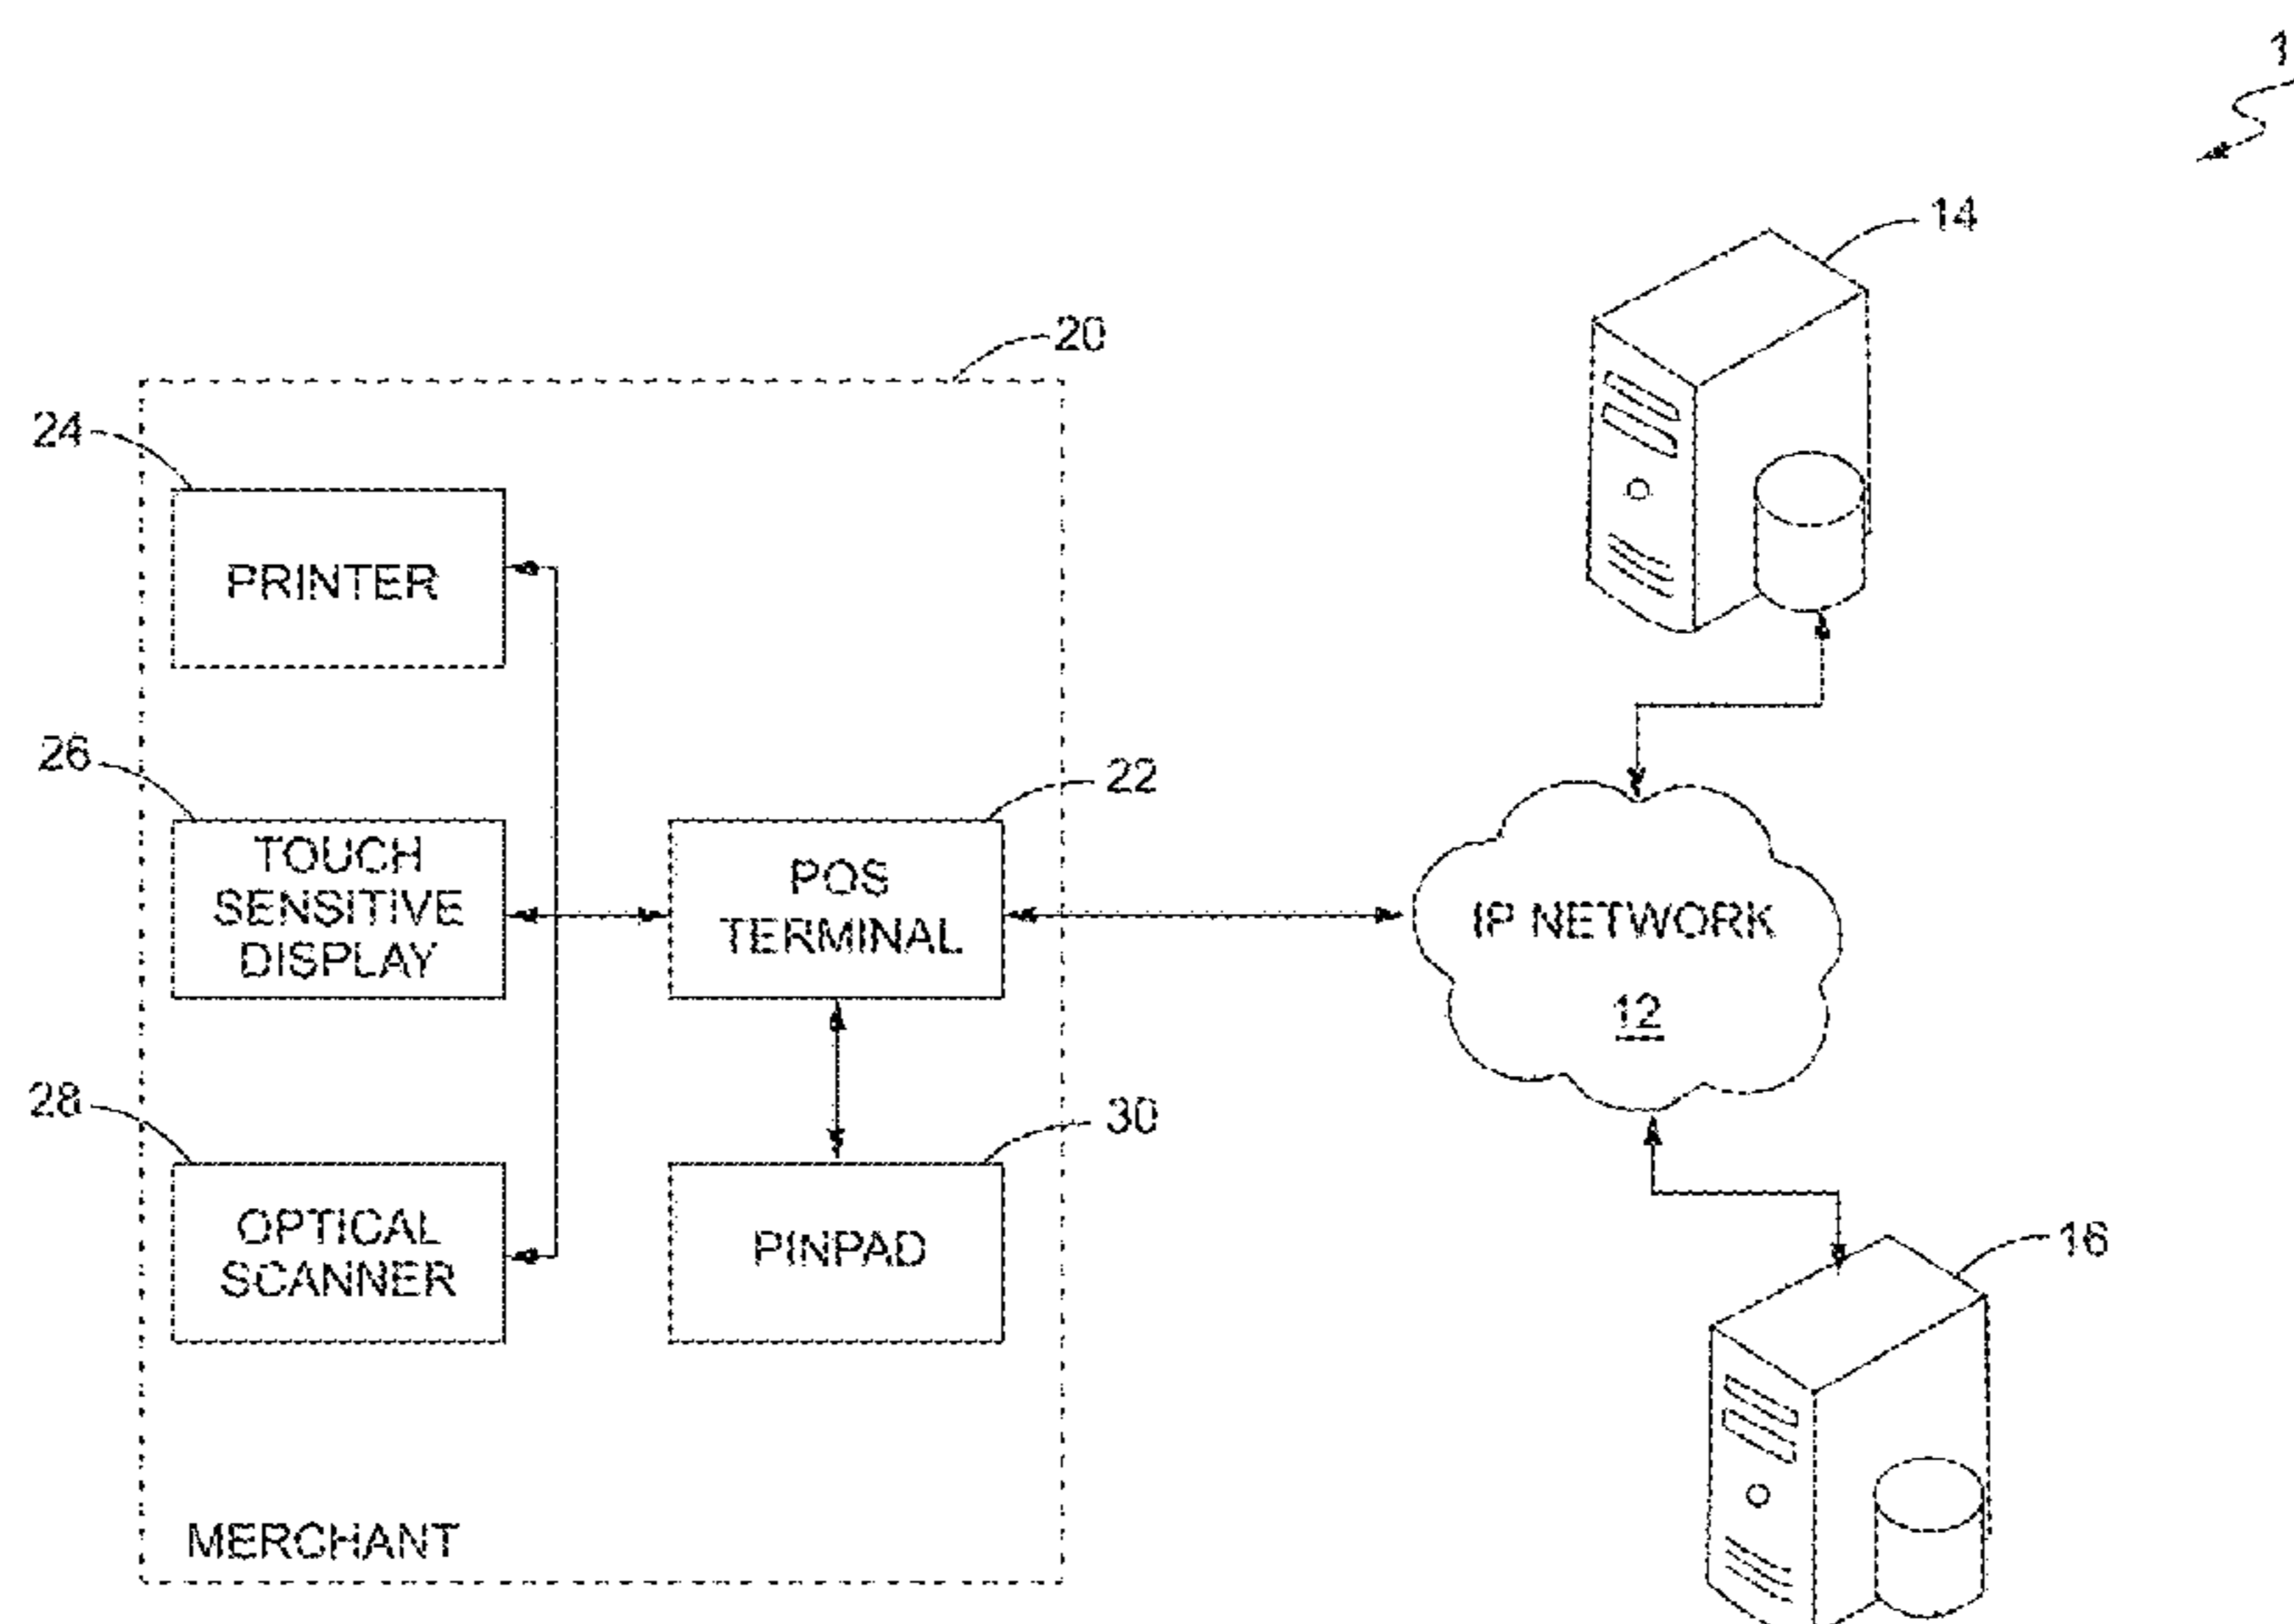 14
20
24
PRINTER
26
22
TOUCH
SENSITIVE
DISPLAY
POS
TERMINAL
IP NETWORK
12
28
30
OPTICAL
SCANNER
PINPAD
16
MERCHANT